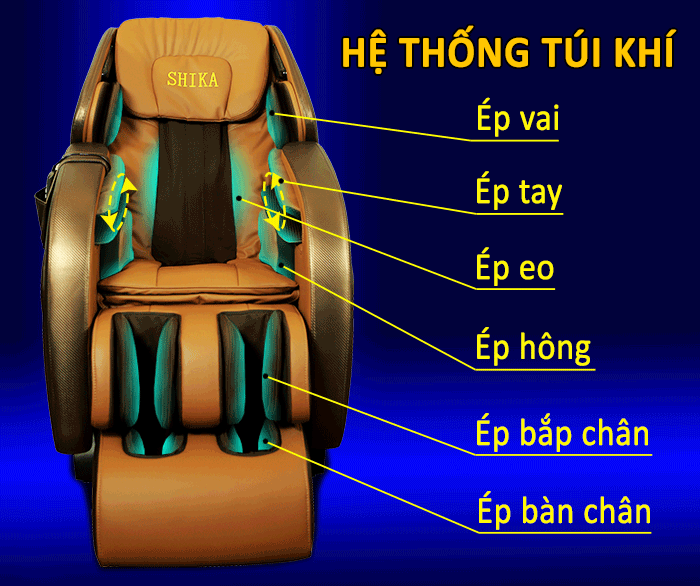 HỆ THỐNG TÚI KHÍ
SHIKA
Ép vai
Ép tay
Ép eo
Ép hông
Ép bắp chân
Ép bàn chân